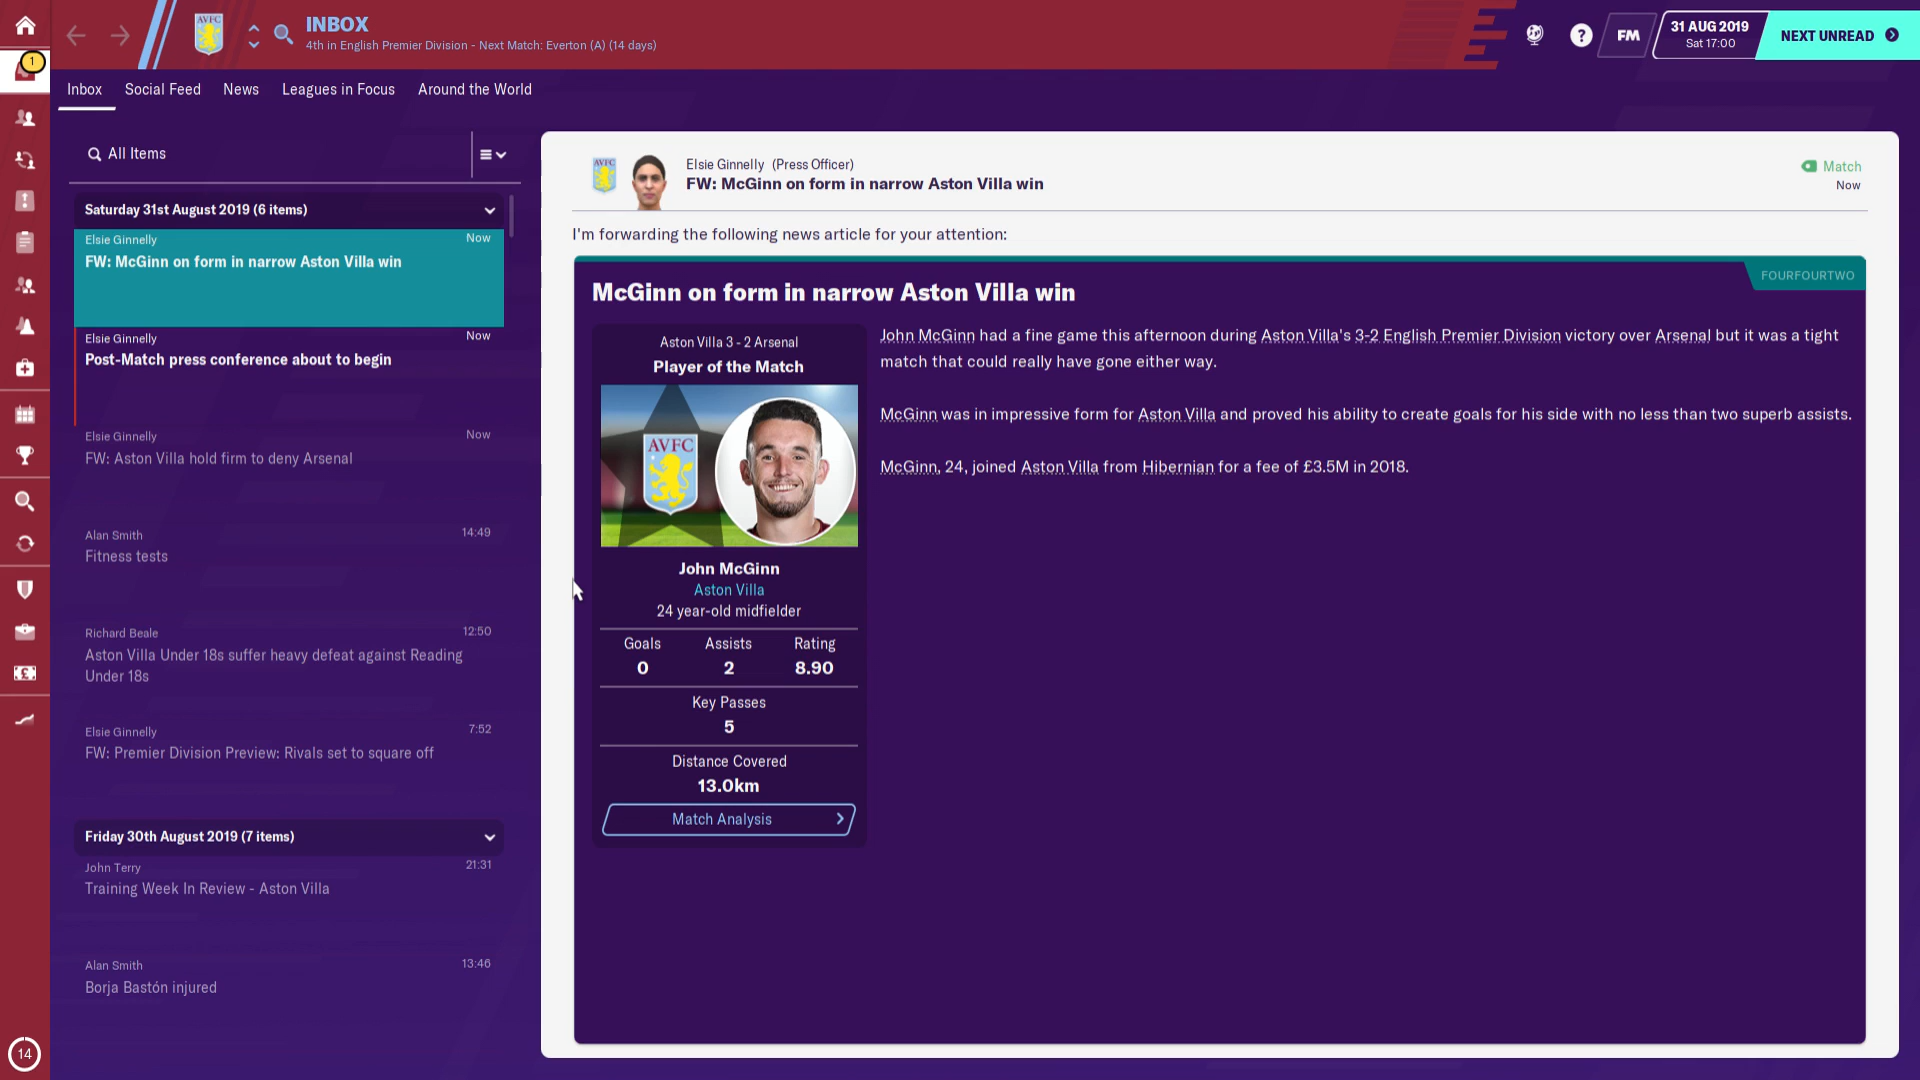 INBOX
4th in English Premier Division - Next Match: Everton (A) (14 days)
FM
31 AUG 2019
Sat 17:00
NEXT UNREAD
1
Inbox
Social Feed
News
Leagues in Focus
Around the World
All Items
Saturday 31st August 2019 (6 items)
Elsie Ginnelly
Now
FW: McGinn on form in narrow Aston Villa win
Elsie Ginnelly
Now
Post-Match press conference about to begin
Elsie Ginnelly
Now
FW: Aston Villa hold firm to deny Arsenal
Alan Smith
14:49
Fitness tests
Richard Beale
12:50
Aston Villa Under 18s suffer heavy defeat against Reading
Under 18s
Elsie Ginnelly
7:52
FW: Premier Division Preview: Rivals set to square off
Friday 30th August 2019 (7 items)
John Terry
21:31
Training Week In Review - Aston Villa
Alan Smith
13:46
Borja Bastón injured
14
AVFC
AVFC
Elsie Ginnelly (Press Officer)
FW: McGinn on form in narrow Aston Villa win
Match
Now
I'm forwarding the following news article for your attention:
FOURFOURTWO
McGinn on form in narrow Aston Villa win
Aston Villa 3 - 2 Arsenal
Player of the Match
AVFC
John McGinn
Aston Villa
24 year-old midfielder
Goals Assists Rating
0 2 8.90
Key Passes
5
Distance Covered
13.0km
Match Analysis
John McGinn had a fine game this afternoon during Aston Villa's 3-2 English Premier Division victory over Arsenal but it was a tight
match that could really have gone either way.
McGinn was in impressive form for Aston Villa and proved his ability to create goals for his side with no less than two superb assists.
McGinn, 24, joined Aston Villa from Hibernian for a fee of £3.5M in 2018.